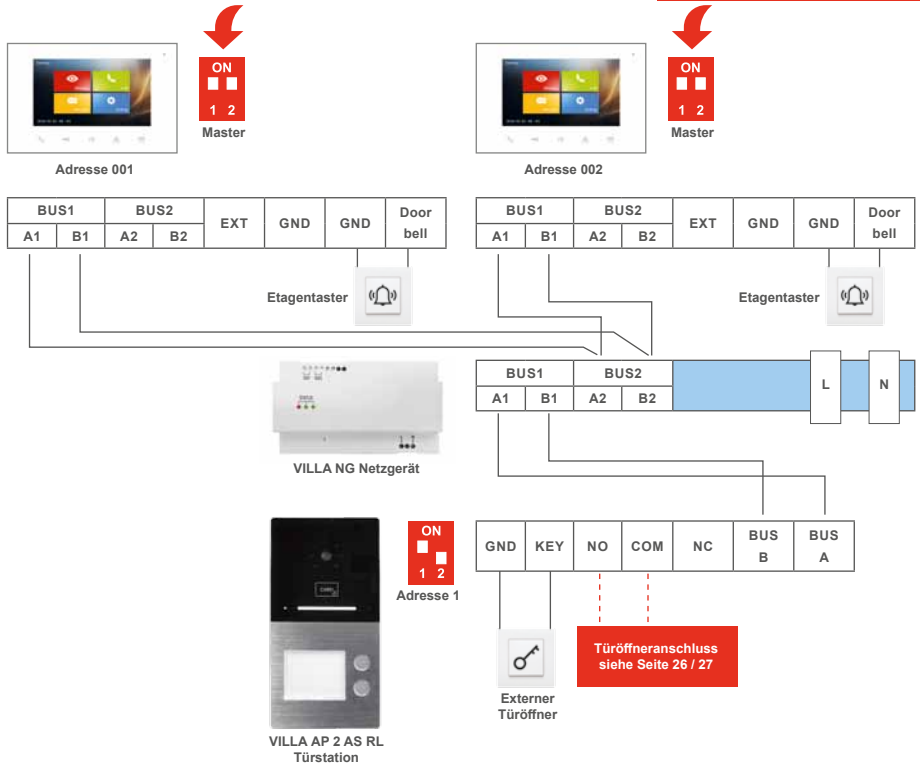 ON
1 2
Master
Adresse 001
ON
1 2
Master
Adresse 002
BUS1 BUS2 EXT GND GND Door bell
A1 B1 A2 B2
Etagentaster
BUS1 BUS2 EXT GND GND Door bell
A1 B1 A2 B2
Etagentaster
BUS1 BUS2 L N
A1 B1 A2 B2
VILLA NG Netzgerät
ON
1 2
Adresse 1
GND KEY NO COM NC BUS B BUS A
Türöffneranschluss
siehe Seite 26 / 27
Externer
Türöffner
VILLA AP 2 AS RL
Türstation